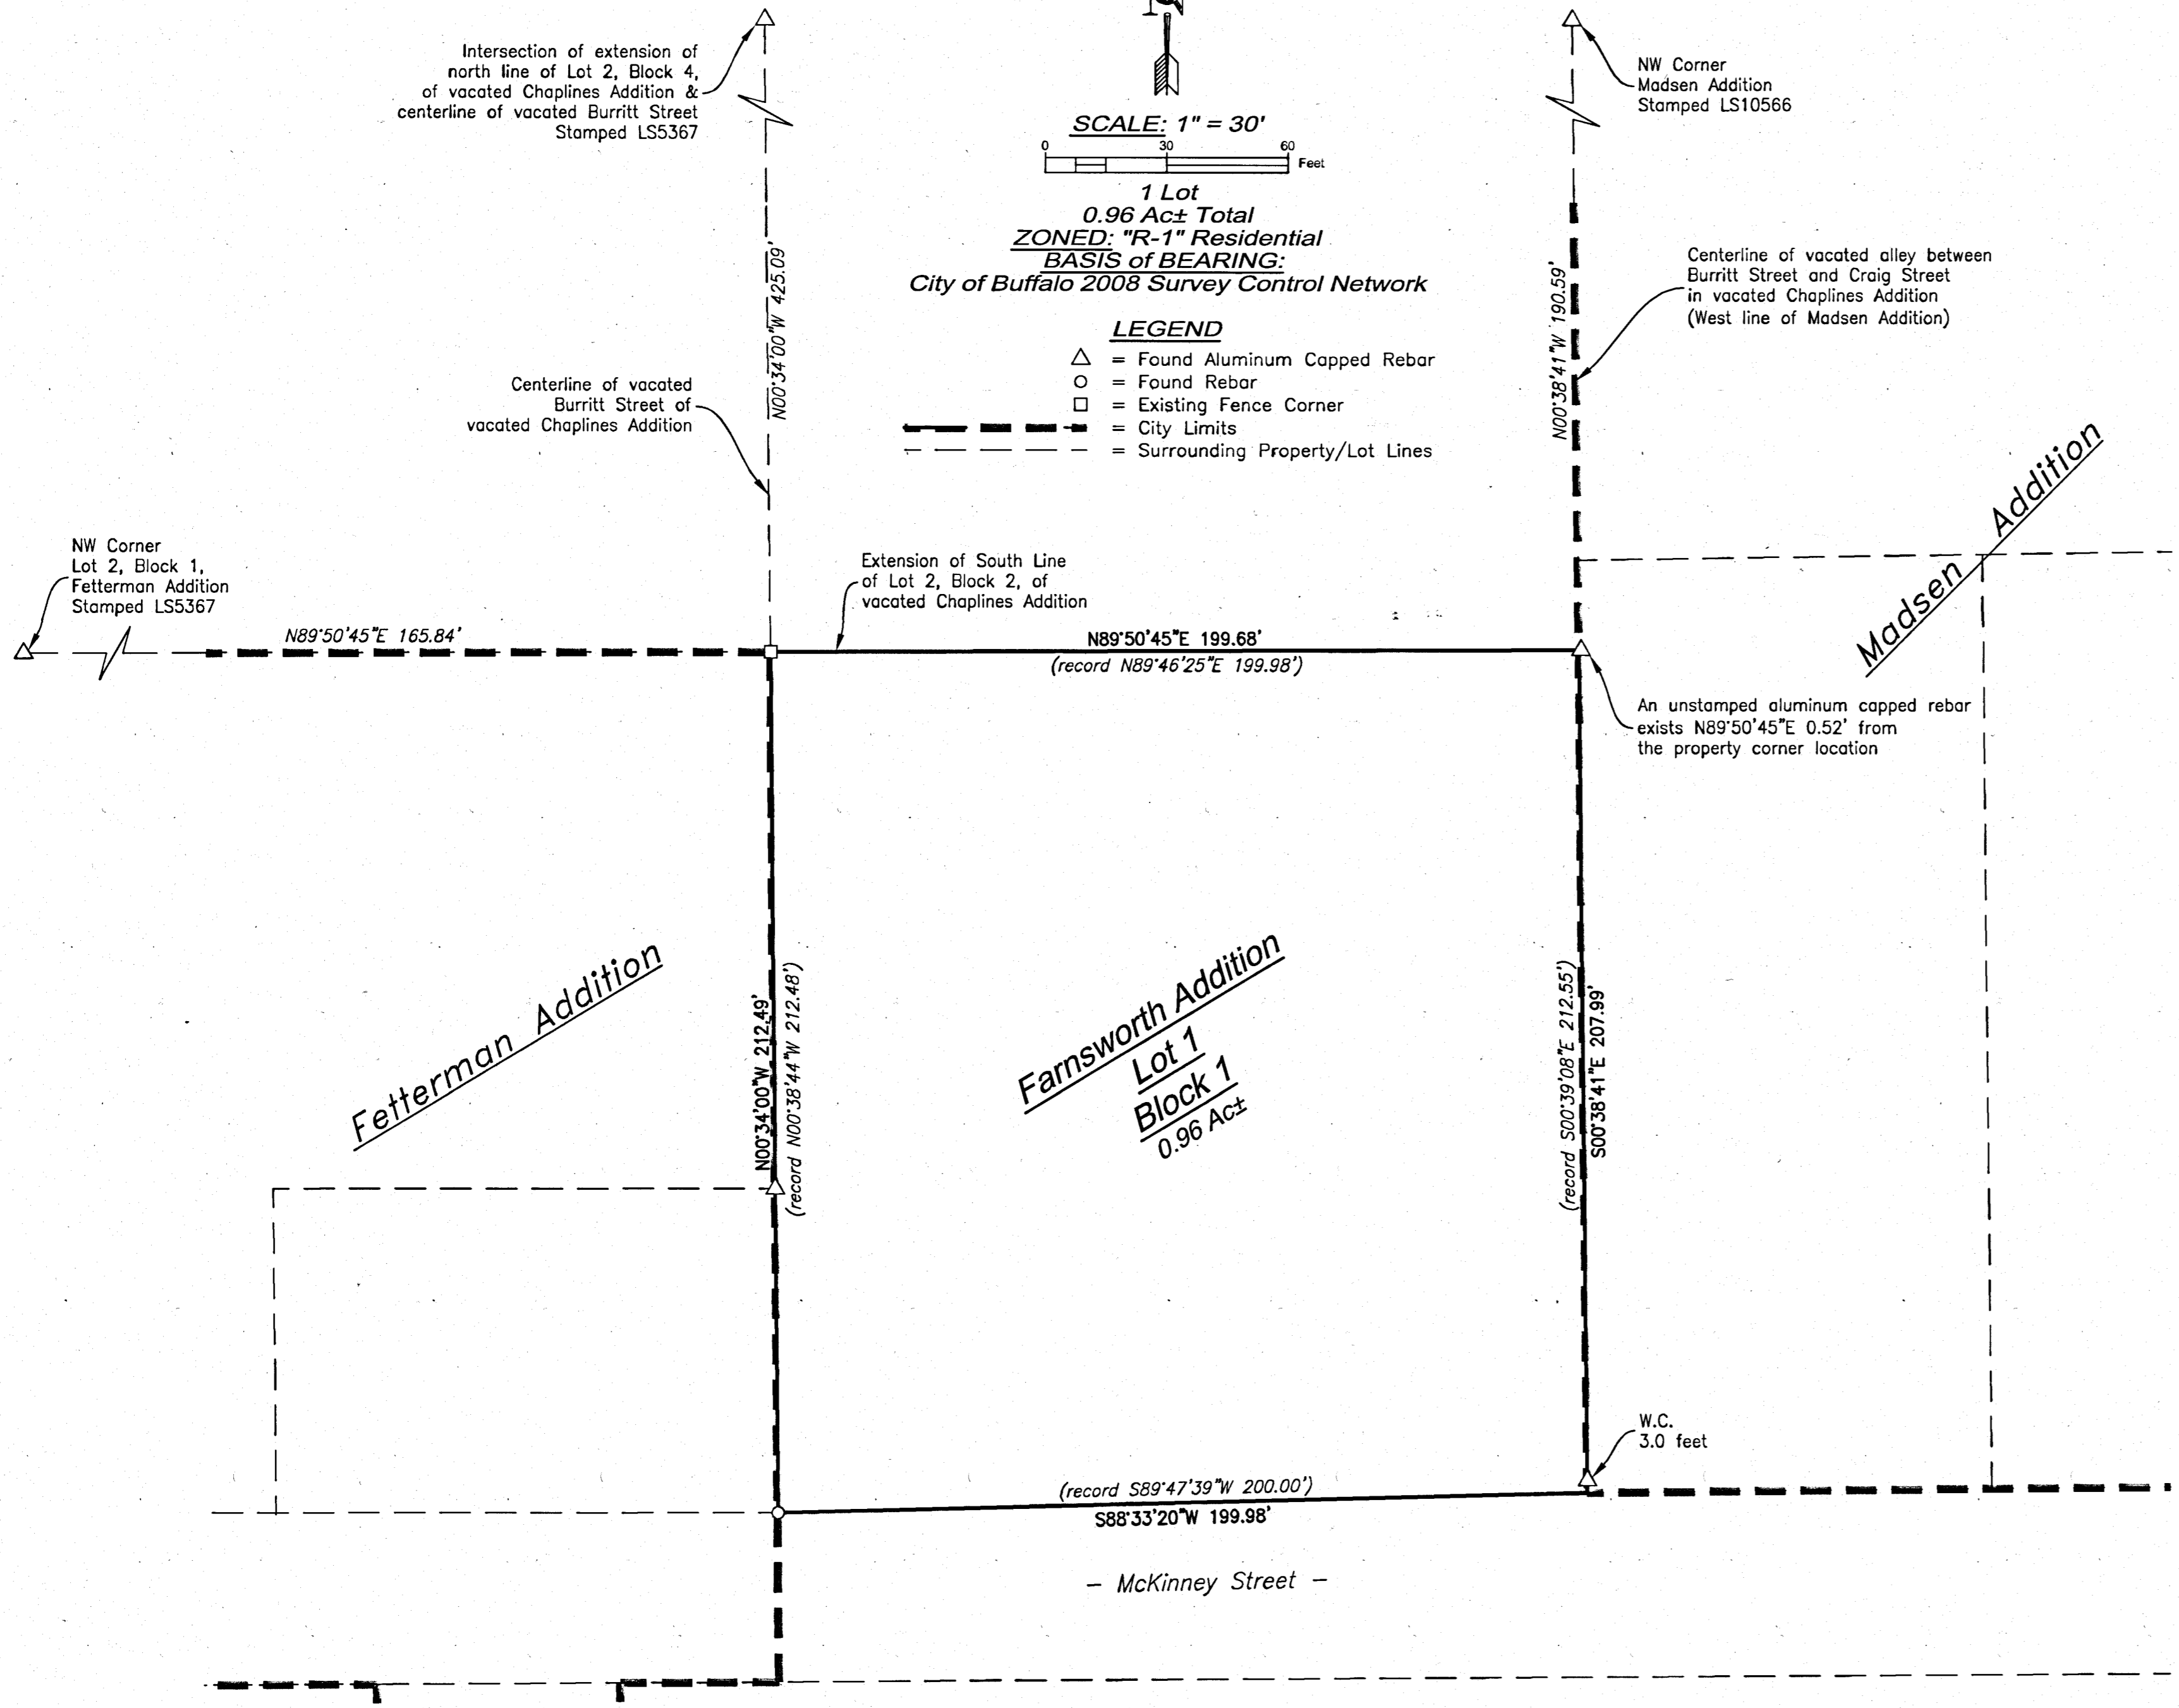 Intersection of extension of
north line of Lot 2, Block 4,
of vacated Chaplines Addition &
centerline of vacated Burritt Street
Stamped LS5367
N
NW Corner
Madsen Addition
Stamped LS10566
SCALE: 1" = 30'
0 30 60
Feet
1 Lot
0.96 Ac± Total
ZONED: "R-1" Residential
BASIS of BEARING:
City of Buffalo 2008 Survey Control Network
LEGEND
= Found Aluminum Capped Rebar
= Found Rebar
= Existing Fence Corner
= City Limits
= Surrounding Property/Lot Lines
N00°34'00"W 425.09'
N00°38'41"W 190.59'
Centerline of vacated alley between
Burritt Street and Craig Street
in vacated Chaplines Addition
(West line of Madsen Addition)
Centerline of vacated
Burritt Street of
vacated Chaplines Addition
NW Corner
Lot 2, Block 1,
Fetterman Addition
Stamped LS5367
N89°50'45"E 165.84'
Extension of South Line
of Lot 2, Block 2, of
vacated Chaplines Addition
N89°50'45"E 199.68'
(record N89°46'25"E 199.98')
Madsen Addition
An unstamped aluminum capped rebar
exists N89°50'45"E 0.52' from
the property corner location
Fetterman Addition
N00°34'00"W 212.49'
(record N00°38'44"W 212.48')
Farnsworth Addition
Lot 1
Block 1
0.96 Ac±
(record S00°39'08"E 212.55')
S00°38'41"E 207.99'
W.C.
3.0 feet
(record S89°47'39"W 200.00')
S88°33'20"W 199.98'
- McKinney Street -